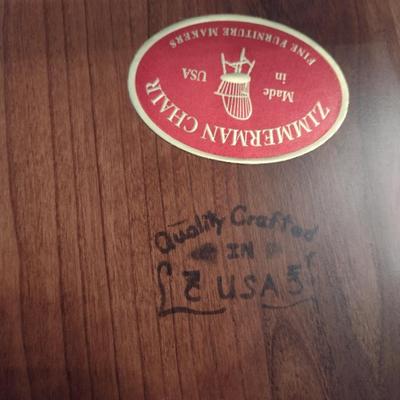 ZIMMERMAN CHAIR
Made in USA
FINE FURNITURE MAKERS
Quality Crafted
IN
USA